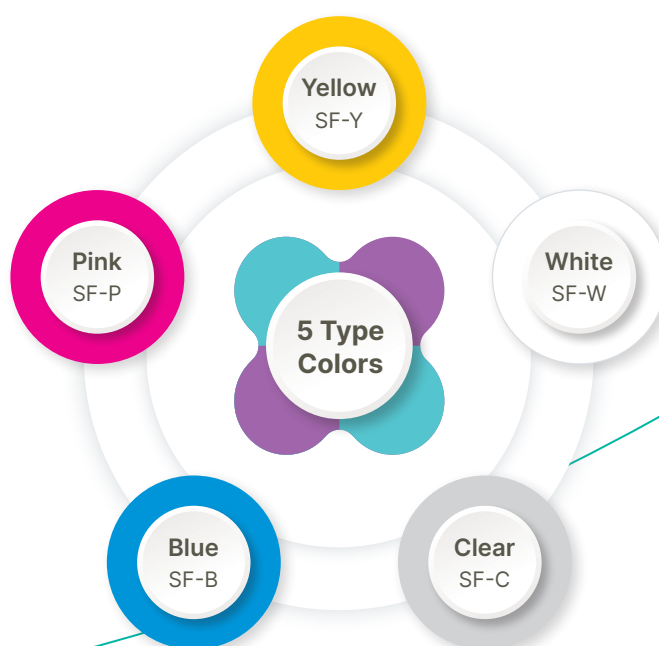 Yellow
SF-Y
Pink
SF-P
White
SF-W
5 Type
Colors
Blue
SF-B
Clear
SF-C